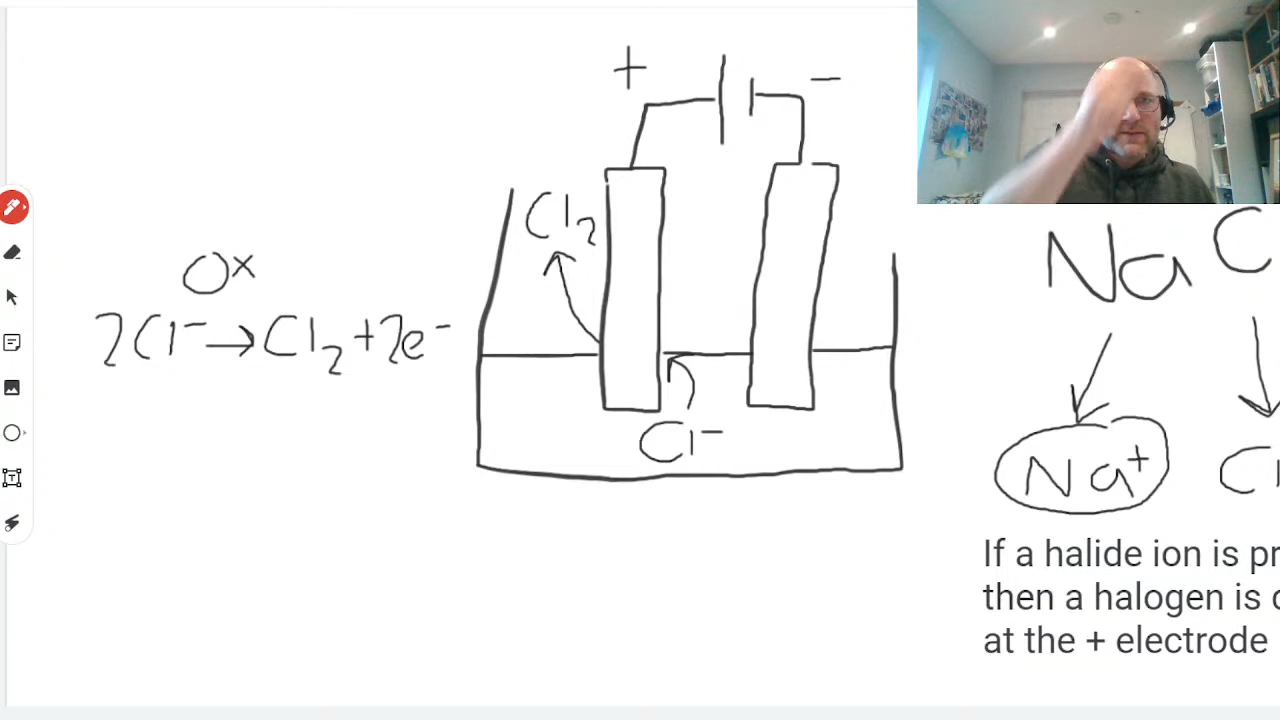 + −
Cl₂
Ox
2Cl⁻ → Cl₂ + 2e⁻
Cl⁻
Na C
Na⁺ Cl
If a halide ion is pr
then a halogen is
at the + electrode